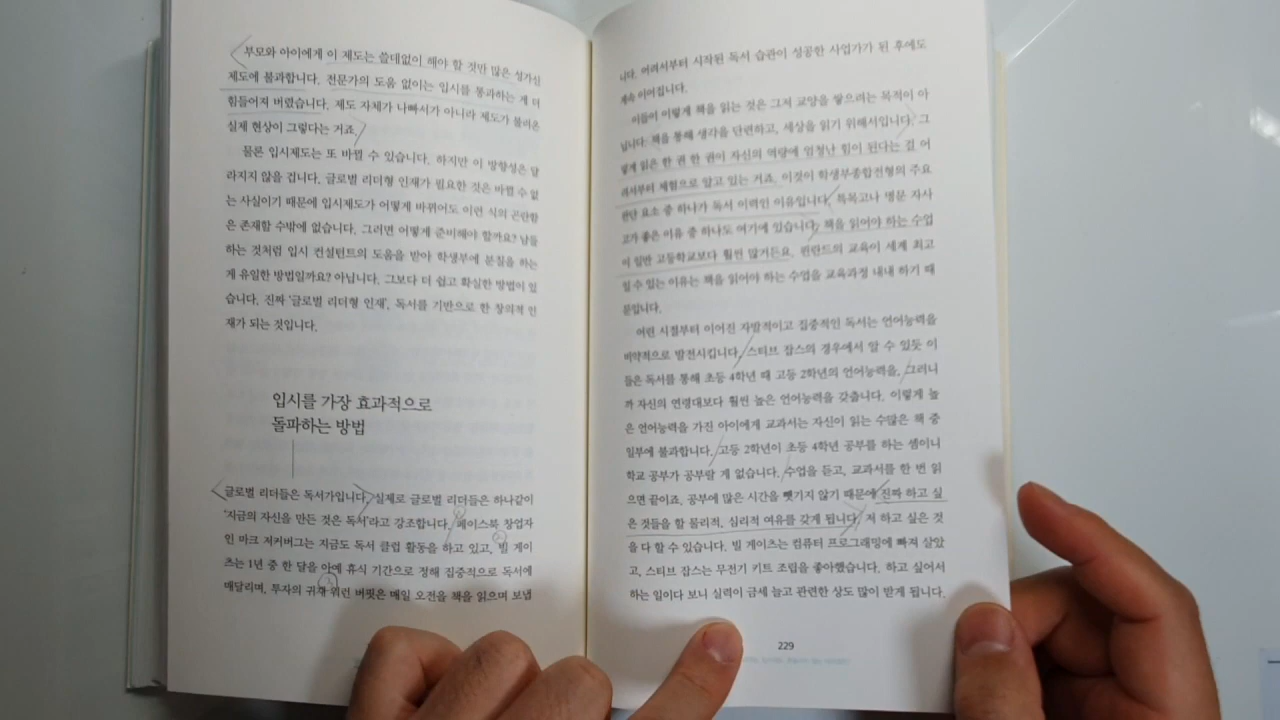 부모와 아이에게 이 제도는 쓸데없이 해야 할 것만 많은 성가신
제도에 불과합니다. 전문가의 도움 없이는 입시를 통과하는 게 더
힘들어져 버렸습니다. 제도 자체가 나빠서가 아니라 제도가 불러온
실제 현상이 그렇다는 거죠.
물론 입시제도는 또 바뀔 수 있습니다. 하지만 이 방향성은 달
라지지 않을 겁니다. 글로벌 리더형 인재가 필요한 것은 바뀔 수 없
는 사실이기 때문에 입시제도가 어떻게 바뀌어도 이런 식의 곤란함
은 존재할 수밖에 없습니다. 그러면 어떻게 준비해야 할까요? 남들
하는 것처럼 입시 컨설턴트의 도움을 받아 학생부에 분칠을 하는
게 유일한 방법일까요? 아닙니다. 그보다 더 쉽고 확실한 방법이 있
습니다. 진짜 '글로벌 리더형 인재', 독서를 기반으로 한 창의적 인
재가 되는 것입니다.
입시를 가장 효과적으로
돌파하는 방법
글로벌 리더들은 독서가입니다. 실제로 글로벌 리더들은 하나같이
'지금의 자신을 만든 것은 독서'라고 강조합니다. 페이스북 창업자
인 마크 저커버그는 지금도 독서 클럽 활동을 하고 있고, 빌 게이
츠는 1년 중 한 달을 아예 휴식 기간으로 정해 집중적으로 독서에
매달리며, 투자의 귀재 워런 버핏은 매일 오전을 책을 읽으며 보냅
니다. 어려서부터 시작된 독서 습관이 성공한 사업가가 된 후에도
계속 이어집니다.
이들이 이렇게 책을 읽는 것은 그저 교양을 쌓으려는 목적이 아
닙니다. 책을 통해 생각을 단련하고, 세상을 읽기 위해서입니다. 그
렇게 읽은 한 권 한 권이 자신의 역량에 엄청난 힘이 된다는 걸 어
려서부터 체험으로 알고 있는 거죠. 이것이 학생부종합전형의 주요
판단 요소 중 하나가 독서 이력인 이유입니다. 특목고나 명문 자사
고가 좋은 이유 중 하나도 여기에 있습니다. 책을 읽어야 하는 수업
이 일반 고등학교보다 훨씬 많거든요. 핀란드의 교육이 세계 최고
일 수 있는 이유는 책을 읽어야 하는 수업을 교육과정 내내 하기 때
문입니다.
어린 시절부터 이어진 자발적이고 집중적인 독서는 언어능력을
비약적으로 발전시킵니다. 스티브 잡스의 경우에서 알 수 있듯 이
들은 독서를 통해 초등 4학년 때 고등 2학년의 언어능력을, 그러니
까 자신의 연령대보다 훨씬 높은 언어능력을 갖춥니다. 이렇게 높
은 언어능력을 가진 아이에게 교과서는 자신이 읽는 수많은 책 중
일부에 불과합니다. 고등 2학년이 초등 4학년 공부를 하는 셈이니
학교 공부가 공부랄 게 없습니다. 수업을 듣고, 교과서를 한 번 읽
으면 끝이죠. 공부에 많은 시간을 뺏기지 않기 때문에 진짜 하고 싶
은 것들을 할 물리적, 심리적 여유를 갖게 됩니다. 저 하고 싶은 것
을 다 할 수 있습니다. 빌 게이츠는 컴퓨터 프로그래밍에 빠져 살았
고, 스티브 잡스는 무전기 키트 조립을 좋아했습니다. 하고 싶어서
하는 일이다 보니 실력이 금세 늘고 관련한 상도 많이 받게 됩니다.
229